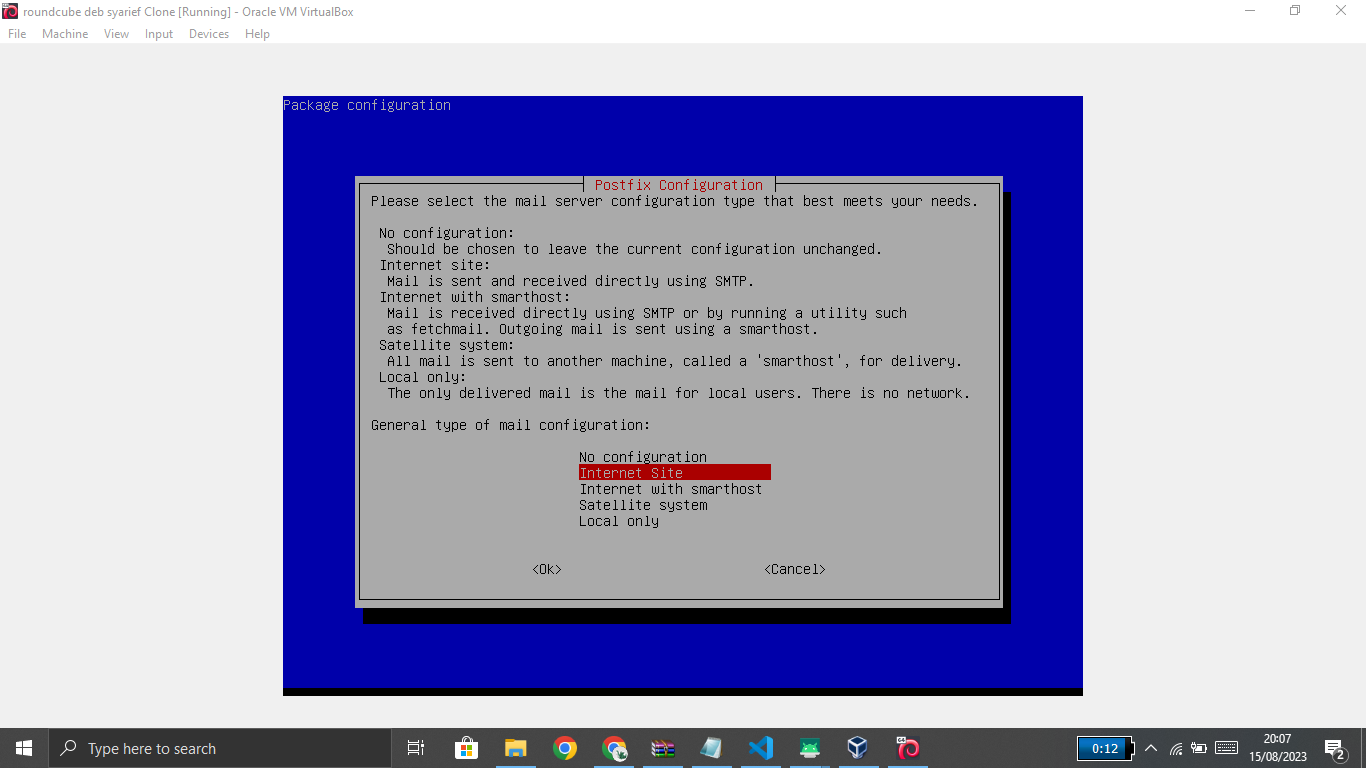 roundcube deb syarief Clone [Running] - Oracle VM VirtualBox
File Machine View Input Devices Help
Package configuration
Postfix Configuration
Please select the mail server configuration type that best meets your needs.
No configuration:
Should be chosen to leave the current configuration unchanged.
Internet site:
Mail is sent and received directly using SMTP.
Internet with smarthost:
Mail is received directly using SMTP or by running a utility such
as fetchmail. Outgoing mail is sent using a smarthost.
Satellite system:
All mail is sent to another machine, called a 'smarthost', for delivery.
Local only:
The only delivered mail is the mail for local users. There is no network.
General type of mail configuration:
No configuration
Internet Site
Internet with smarthost
Satellite system
Local only
<Ok> <Cancel>
Type here to search
0:12
20:07
15/08/2023
2